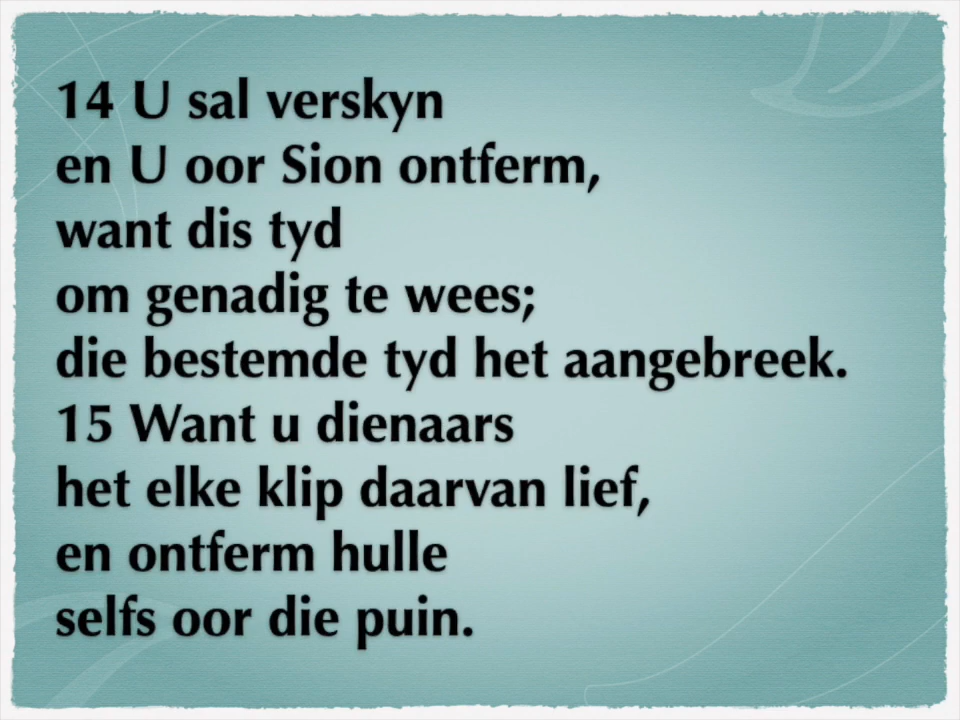 14 U sal verskyn
en U oor Sion ontferm,
want dis tyd
om genadig te wees;
die bestemde tyd het aangebreek.
15 Want u dienaars
het elke klip daarvan lief,
en ontferm hulle
selfs oor die puin.